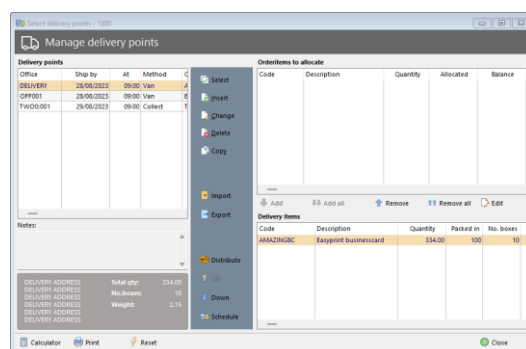 Select delivery points - 1880
Manage delivery points
Delivery points
Office Ship by At Method
DELIVERY 28/08/2023 09:00 Van
OFF001 28/08/2023 09:00 Van
TWO0:001 29/08/2023 09:00 Collect
Notes:
DELIVERY ADDRESS
DELIVERY ADDRESS
DELIVERY ADDRESS
DELIVERY ADDRESS
DELIVERY ADDRESS
DELIVERY ADDRESS
Total qty: 334.00
No.boxes: 10
Weight: 2.15
Select
Insert
Change
Delete
Copy
Import
Export
Distribute
Up
Down
Schedule
Orderitems to allocate
Code Description Quantity Allocated Balance
Add Add all Remove Remove all Edit
Delivery items
Code Description Quantity Packed in No. boxes
AMAZINGBC Easyprint businesscard 334.00 100 10
Calculator Print Reset Close